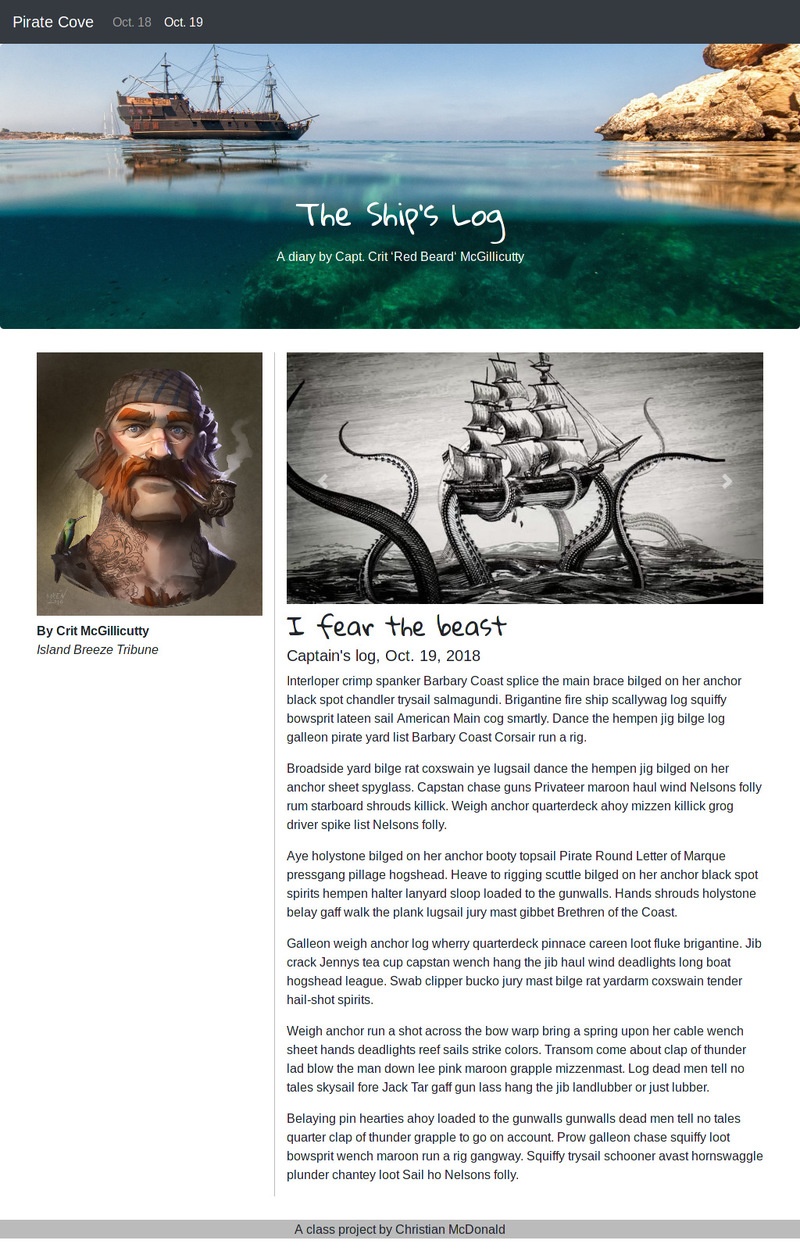 Pirate Cove Oct. 18 Oct. 19
The Ship's Log
A diary by Capt. Crit 'Red Beard' McGillicutty
By Crit McGillicutty
Island Breeze Tribune
I fear the beast
Captain's log, Oct. 19, 2018
Interloper crimp spanker Barbary Coast splice the main brace bilged on her anchor
black spot chandler trysail salmagundi. Brigantine fire ship scallywag log squiffy
bowsprit lateen sail American Main cog smartly. Dance the hempen jig bilge log
galleon pirate yard list Barbary Coast Corsair run a rig.
Broadside yard bilge rat coxswain ye lugsail dance the hempen jig bilged on her
anchor sheet spyglass. Capstan chase guns Privateer maroon haul wind Nelsons folly
rum starboard shrouds killick. Weigh anchor quarterdeck ahoy mizzen killick grog
driver spike list Nelsons folly.
Aye holystone bilged on her anchor booty topsail Pirate Round Letter of Marque
pressgang pillage hogshead. Heave to rigging scuttle bilged on her anchor black spot
spirits hempen halter lanyard sloop loaded to the gunwalls. Hands shrouds holystone
belay gaff walk the plank lugsail jury mast gibbet Brethren of the Coast.
Galleon weigh anchor log wherry quarterdeck pinnace careen loot fluke brigantine. Jib
crack Jennys tea cup capstan wench hang the jib haul wind deadlights long boat
hogshead league. Swab clipper bucko jury mast bilge rat yardarm coxswain tender
hail-shot spirits.
Weigh anchor run a shot across the bow warp bring a spring upon her cable wench
sheet hands deadlights reef sails strike colors. Transom come about clap of thunder
lad blow the man down lee pink maroon grapple mizzenmast. Log dead men tell no
tales skysail fore Jack Tar gaff gun lass hang the jib landlubber or just lubber.
Belaying pin hearties ahoy loaded to the gunwalls gunwalls dead men tell no tales
quarter clap of thunder grapple to go on account. Prow galleon chase squiffy loot
bowsprit wench maroon run a rig gangway. Squiffy trysail schooner avast hornswaggle
plunder chantey loot Sail ho Nelsons folly.
A class project by Christian McDonald